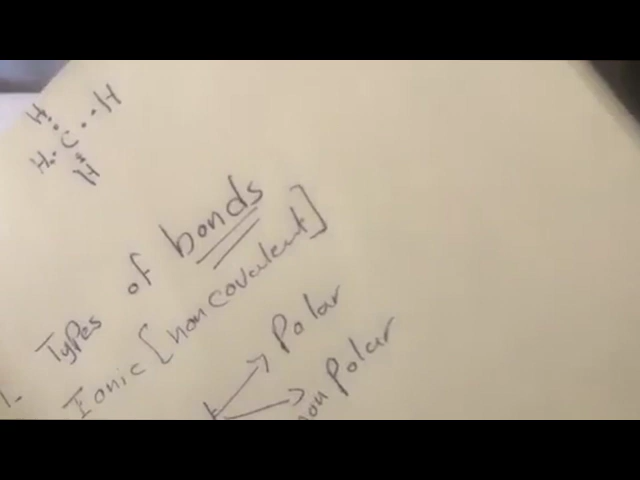 H H
C
H H
Types of bonds
1. Ionic [non covalent]
Polar
non Polar